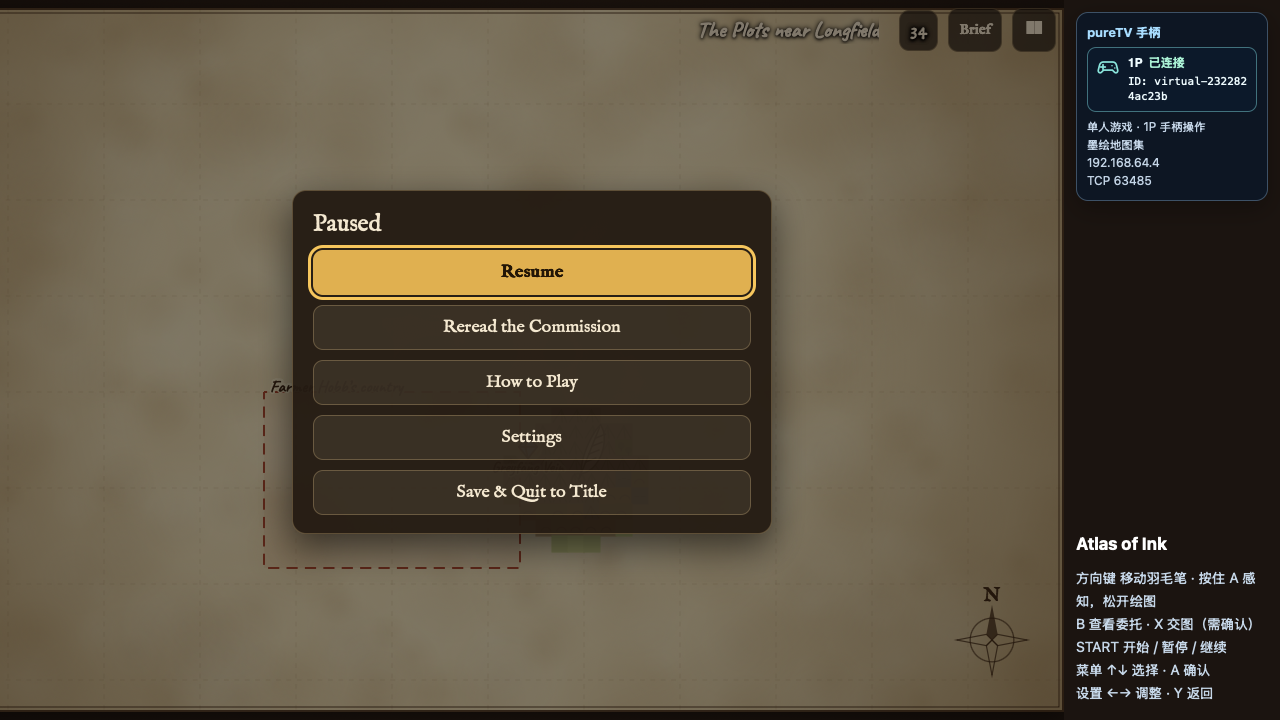 The Plots near Longfield
34
Brief
Paused
Resume
Reread the Commission
How to Play
Settings
Save & Quit to Title
N
pureTV 手柄
1P 已连接
ID: virtual-232282
4ac23b
单人游戏 · 1P 手柄操作
墨绘地图集
192.168.64.4
TCP 63485
Atlas of Ink
方向键 移动羽毛笔 · 按住 A 感
知，松开绘图
B 查看委托 · X 交图（需确认）
START 开始 / 暂停 / 继续
菜单 ↑↓ 选择 · A 确认
设置 ←→ 调整 · Y 返回